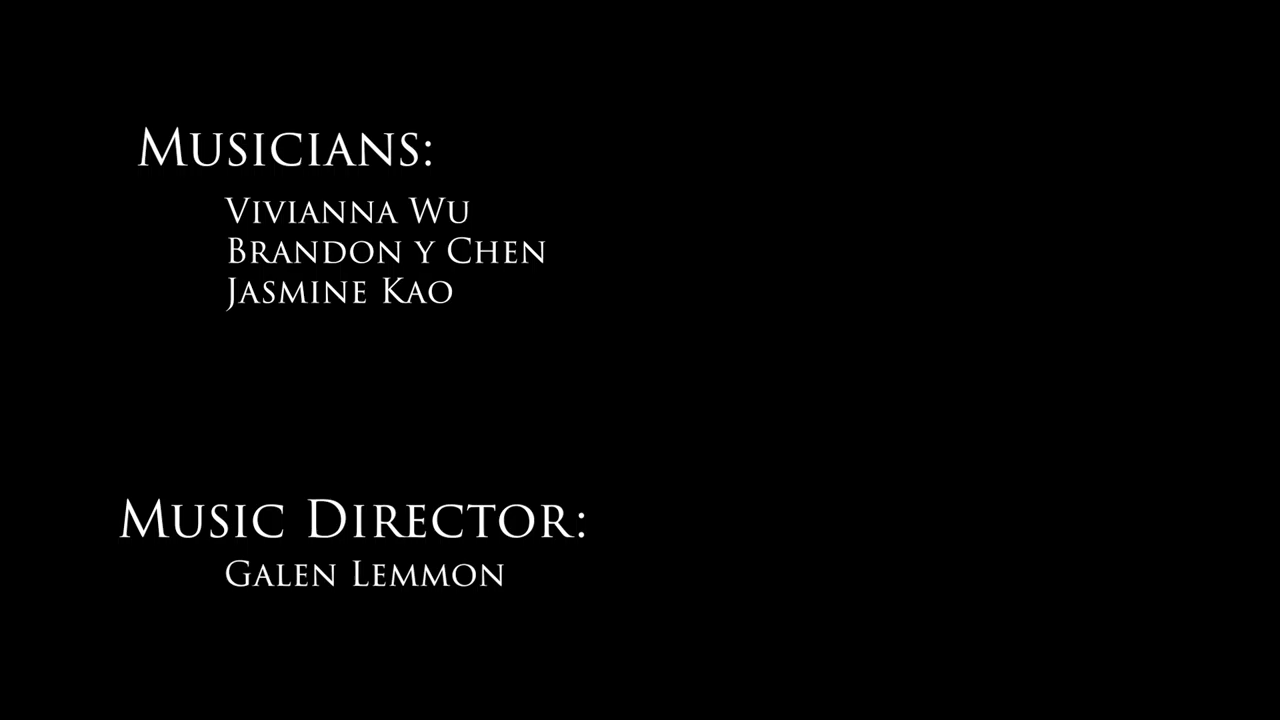 Musicians:
Vivianna Wu
Brandon y Chen
Jasmine Kao
Music Director:
Galen Lemmon